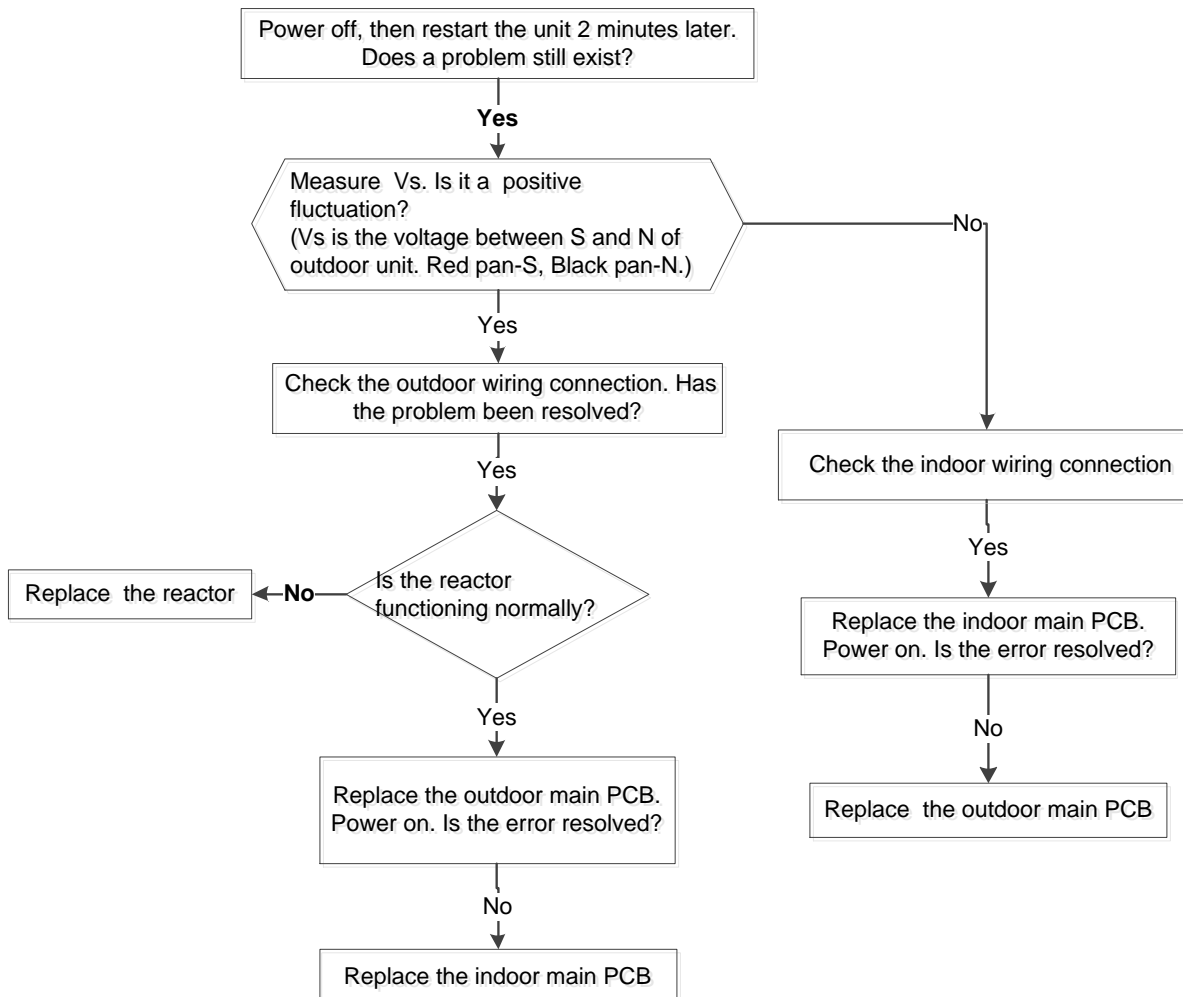 Power off, then restart the unit 2 minutes later.
Does a problem still exist?
Yes
Measure Vs. Is it a positive
fluctuation?
(Vs is the voltage between S and N of
outdoor unit. Red pan-S, Black pan-N.)
No
Yes
Check the outdoor wiring connection. Has
the problem been resolved?
Check the indoor wiring connection
Yes
Yes
Is the reactor
functioning normally?
No
Replace the reactor
Replace the indoor main PCB.
Power on. Is the error resolved?
Yes
No
Replace the outdoor main PCB.
Power on. Is the error resolved?
Replace the outdoor main PCB
No
Replace the indoor main PCB